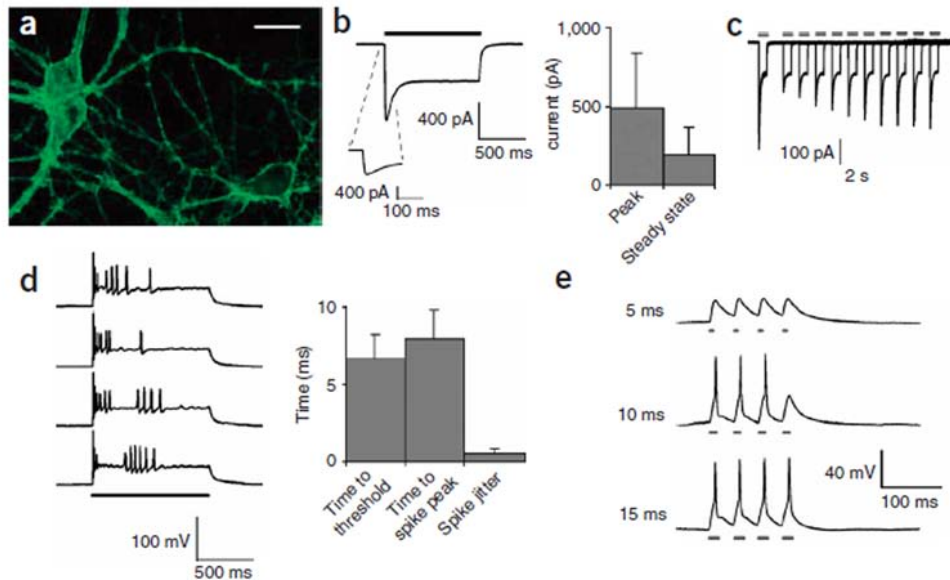 a
b
400 pA
500 ms
400 pA
100 ms
current (pA)
1,000
500
0
Peak
Steady state
c
100 pA
2 s
d
100 mV
500 ms
Time (ms)
10
5
0
Time to
threshold
Time to
spike peak
Spike jitter
e
5 ms
10 ms
15 ms
40 mV
100 ms